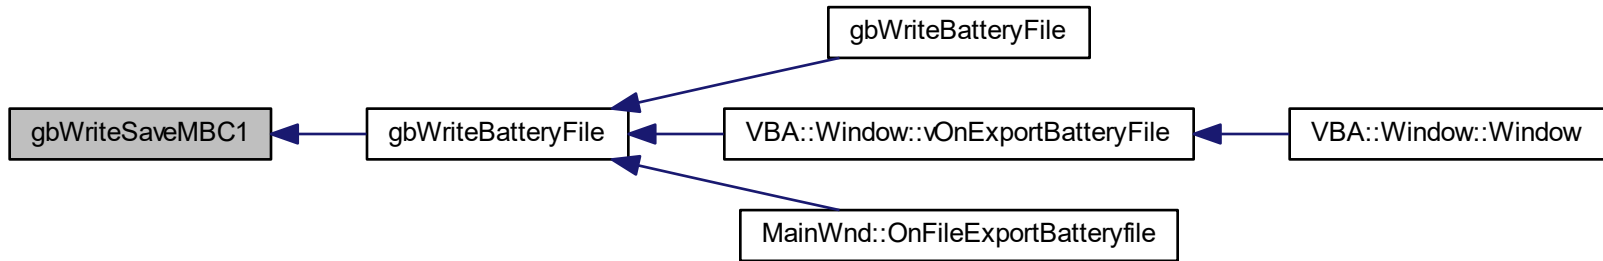 gbWriteBatteryFile
gbWriteSaveMBC1
gbWriteBatteryFile
VBA::Window::vOnExportBatteryFile
VBA::Window::Window
MainWnd::OnFileExportBatteryfile